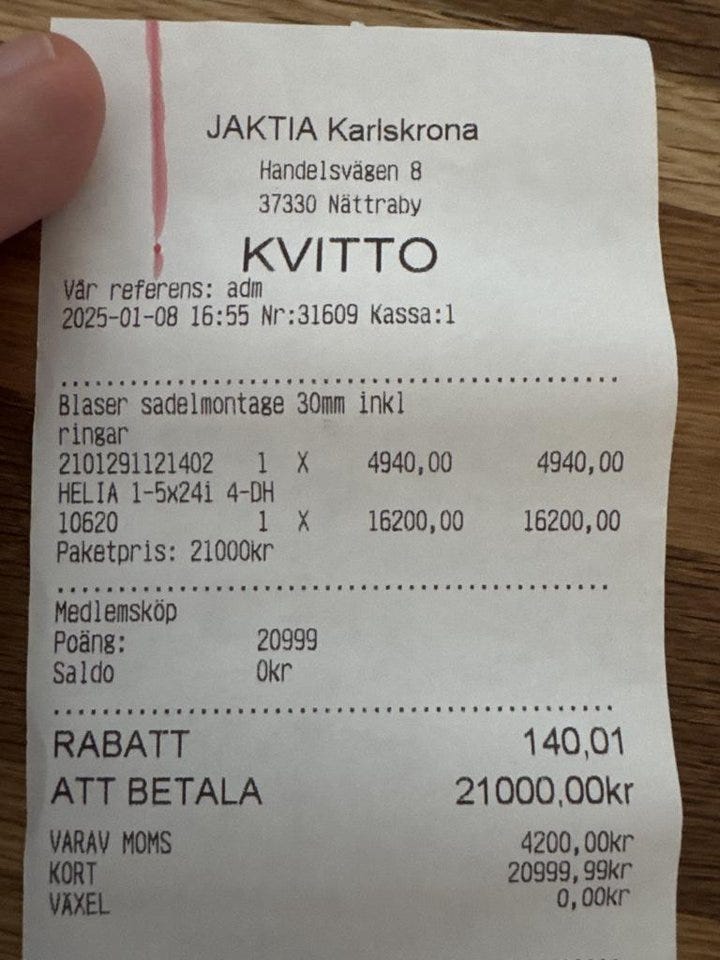 JAKTIA Karlskrona
Handelsvägen 8
37330 Nättraby
KVITTO
Vår referens: adm
2025-01-08 16:55 Nr:31609 Kassa:1
Blaser sadelmontage 30mm inkl
ringar
2101291121402 1 X 4940,00 4940,00
HELIA 1-5x24i 4-DH
10620 1 X 16200,00 16200,00
Paketpris: 21000kr
Medlemsköp
Poäng: 20999
Saldo 0kr
RABATT 140,01
ATT BETALA 21000,00kr
VARAV MOMS 4200,00kr
KORT 20999,99kr
VÄXEL 0,00kr